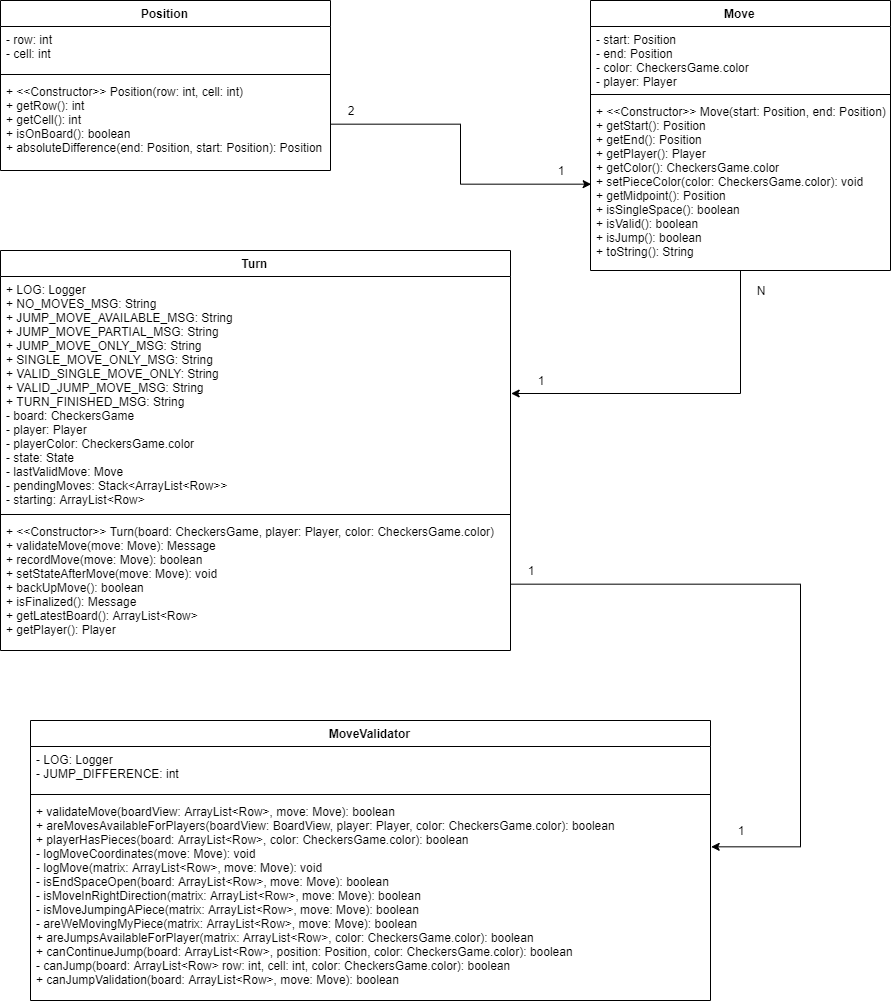 Position
- row: int
- cell: int
+ <<Constructor>> Position(row: int, cell: int)
+ getRow(): int
+ getCell(): int
+ isOnBoard(): boolean
+ absoluteDifference(end: Position, start: Position): Position
2
1
Move
- start: Position
- end: Position
- color: CheckersGame.color
- player: Player
+ <<Constructor>> Move(start: Position, end: Position)
+ getStart(): Position
+ getEnd(): Position
+ getPlayer(): Player
+ getColor(): CheckersGame.color
+ setPieceColor(color: CheckersGame.color): void
+ getMidpoint(): Position
+ isSingleSpace(): boolean
+ isValid(): boolean
+ isJump(): boolean
+ toString(): String
N
1
Turn
+ LOG: Logger
+ NO_MOVES_MSG: String
+ JUMP_MOVE_AVAILABLE_MSG: String
+ JUMP_MOVE_PARTIAL_MSG: String
+ JUMP_MOVE_ONLY_MSG: String
+ SINGLE_MOVE_ONLY_MSG: String
+ VALID_SINGLE_MOVE_ONLY: String
+ VALID_JUMP_MOVE_MSG: String
+ TURN_FINISHED_MSG: String
- board: CheckersGame
- player: Player
- playerColor: CheckersGame.color
- state: State
- lastValidMove: Move
- pendingMoves: Stack<ArrayList<Row>>
- starting: ArrayList<Row>
+ <<Constructor>> Turn(board: CheckersGame, player: Player, color: CheckersGame.color)
+ validateMove(move: Move): Message
+ recordMove(move: Move): boolean
+ setStateAfterMove(move: Move): void
+ backUpMove(): boolean
+ isFinalized(): Message
+ getLatestBoard(): ArrayList<Row>
+ getPlayer(): Player
1
1
MoveValidator
- LOG: Logger
- JUMP_DIFFERENCE: int
+ validateMove(boardView: ArrayList<Row>, move: Move): boolean
+ areMovesAvailableForPlayers(boardView: BoardView, player: Player, color: CheckersGame.color): boolean
+ playerHasPieces(board: ArrayList<Row>, color: CheckersGame.color): boolean
- logMoveCoordinates(move: Move): void
- logMove(matrix: ArrayList<Row>, move: Move): void
- isEndSpaceOpen(board: ArrayList<Row>, move: Move): boolean
- isMoveInRightDirection(matrix: ArrayList<Row>, move: Move): boolean
- isMoveJumpingAPiece(matrix: ArrayList<Row>, move: Move): boolean
- areWeMovingMyPiece(matrix: ArrayList<Row>, move: Move): boolean
+ areJumpsAvailableForPlayer(matrix: ArrayList<Row>, color: CheckersGame.color): boolean
+ canContinueJump(board: ArrayList<Row>, position: Position, color: CheckersGame.color): boolean
- canJump(board: ArrayList<Row> row: int, cell: int, color: CheckersGame.color): boolean
+ canJumpValidation(board: ArrayList<Row>, move: Move): boolean